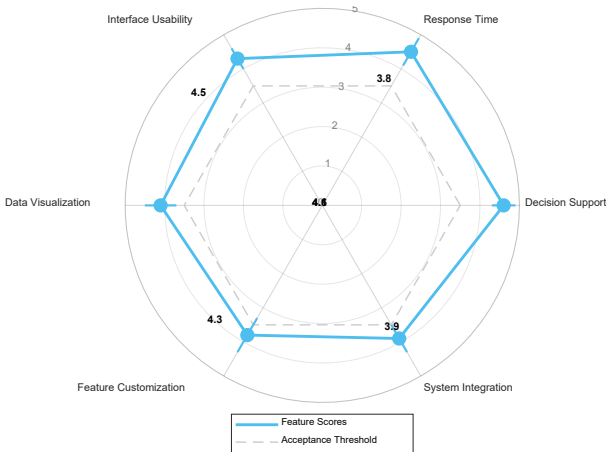 5
Interface Usability
Response Time
4
3.8
3
4.5
2
1
Data Visualization
Decision Support
4.3
3.9
Feature Customization
System Integration
Feature Scores
Acceptance Threshold